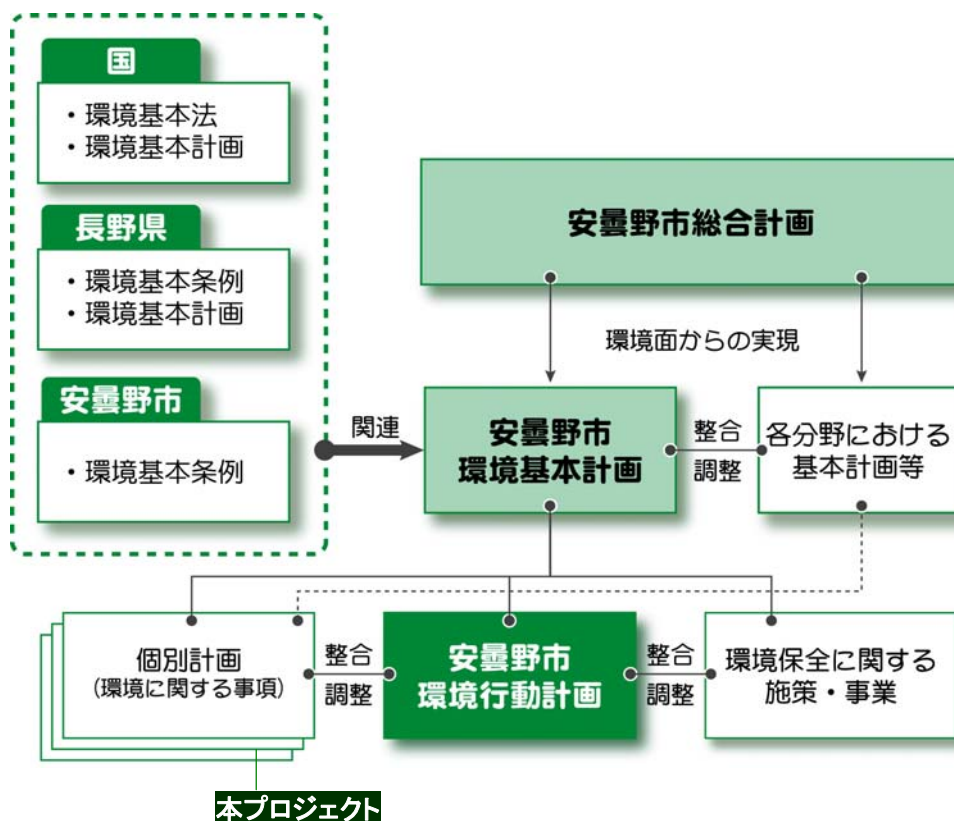 国
・環境基本法
・環境基本計画
長野県
・環境基本条例
・環境基本計画
安曇野市
・環境基本条例
安曇野市総合計画
環境面からの実現
関連
安曇野市
環境基本計画
整合
調整
各分野における
基本計画等
個別計画
(環境に関する事項)
整合
調整
安曇野市
環境行動計画
整合
調整
環境保全に関する
施策・事業
本プロジェクト